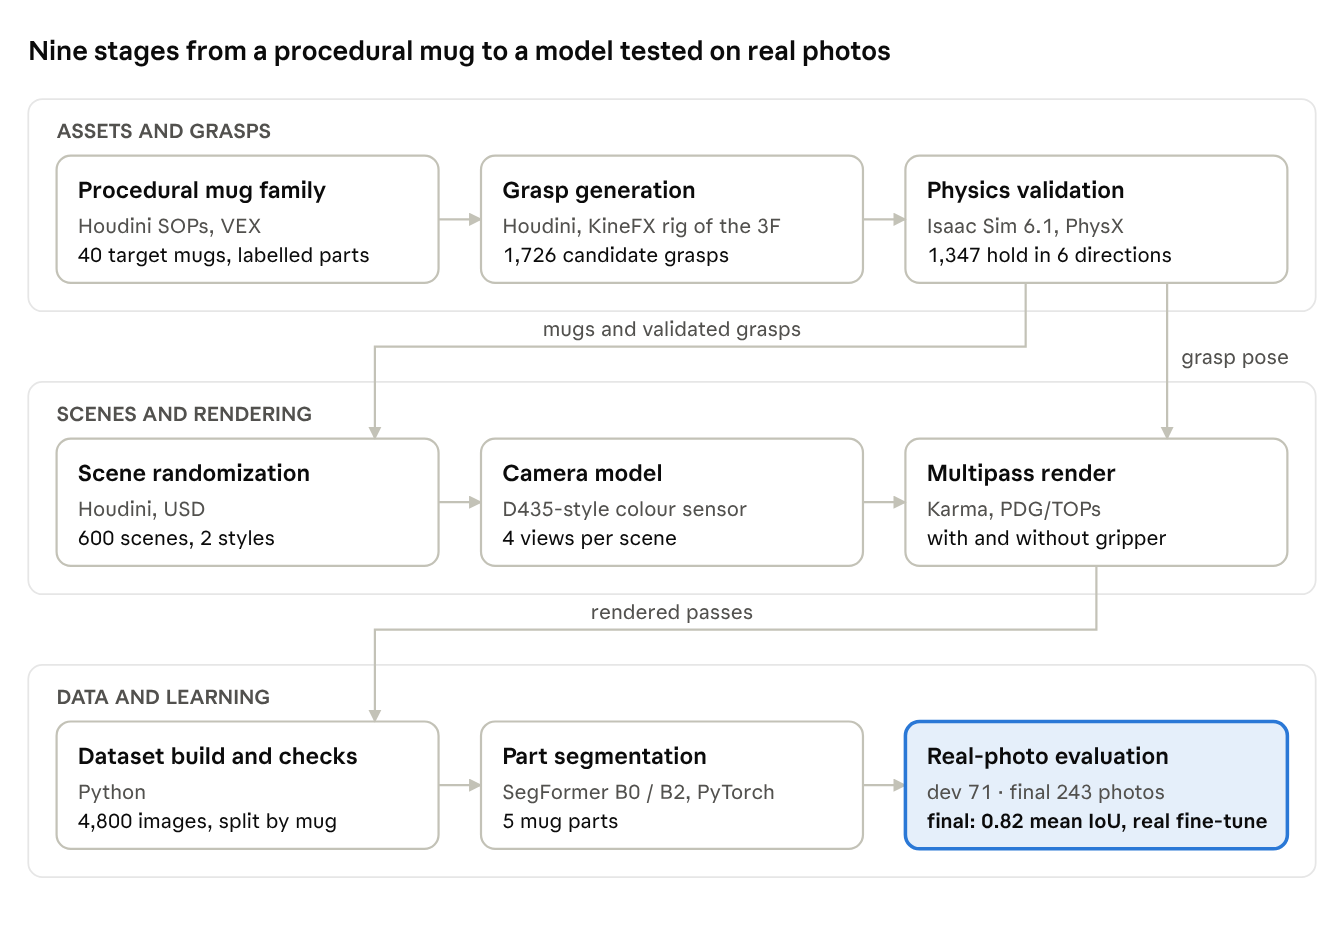 Nine stages from a procedural mug to a model tested on real photos
ASSETS AND GRASPS
Procedural mug family
Houdini SOPs, VEX
40 target mugs, labelled parts
Grasp generation
Houdini, KineFX rig of the 3F
1,726 candidate grasps
Physics validation
Isaac Sim 6.1, PhysX
1,347 hold in 6 directions
mugs and validated grasps
grasp pose
SCENES AND RENDERING
Scene randomization
Houdini, USD
600 scenes, 2 styles
Camera model
D435-style colour sensor
4 views per scene
Multipass render
Karma, PDG/TOPs
with and without gripper
rendered passes
DATA AND LEARNING
Dataset build and checks
Python
4,800 images, split by mug
Part segmentation
SegFormer B0 / B2, PyTorch
5 mug parts
Real-photo evaluation
dev 71 · final 243 photos
final: 0.82 mean IoU, real fine-tune